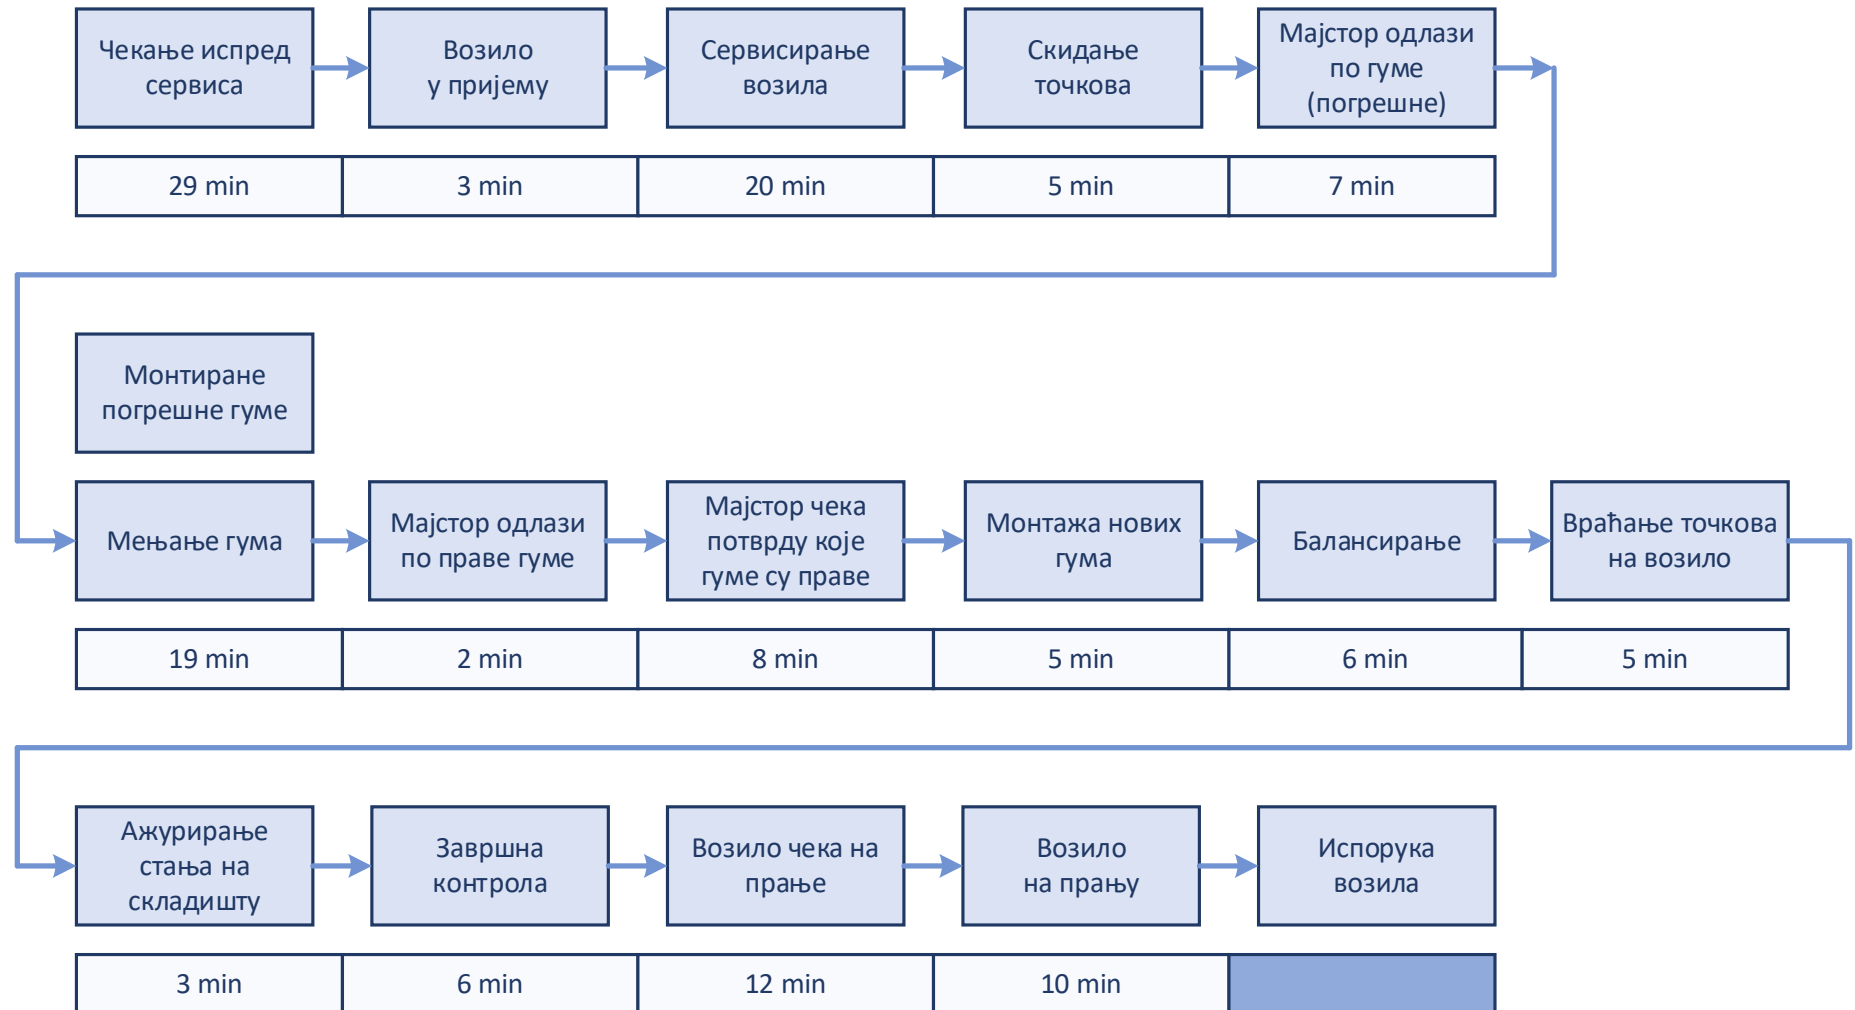 Чекање испред
сервиса
Возило
у пријему
Сервисирање
возила
Скидање
точкова
Мајстор одлази
по гуме
(погрешне)
29 min
3 min
20 min
5 min
7 min
Монтиране
погрешне гуме
Мењање гума
Мајстор одлази
по праве гуме
Мајстор чека
потврду које
гуме су праве
Монтажа нових
гума
Балансирање
Враћање точкова
на возило
19 min
2 min
8 min
5 min
6 min
5 min
Ажурирање
стања на
складишту
Завршна
контрола
Возило чека на
прање
Возило
на прању
Испорука
возила
3 min
6 min
12 min
10 min